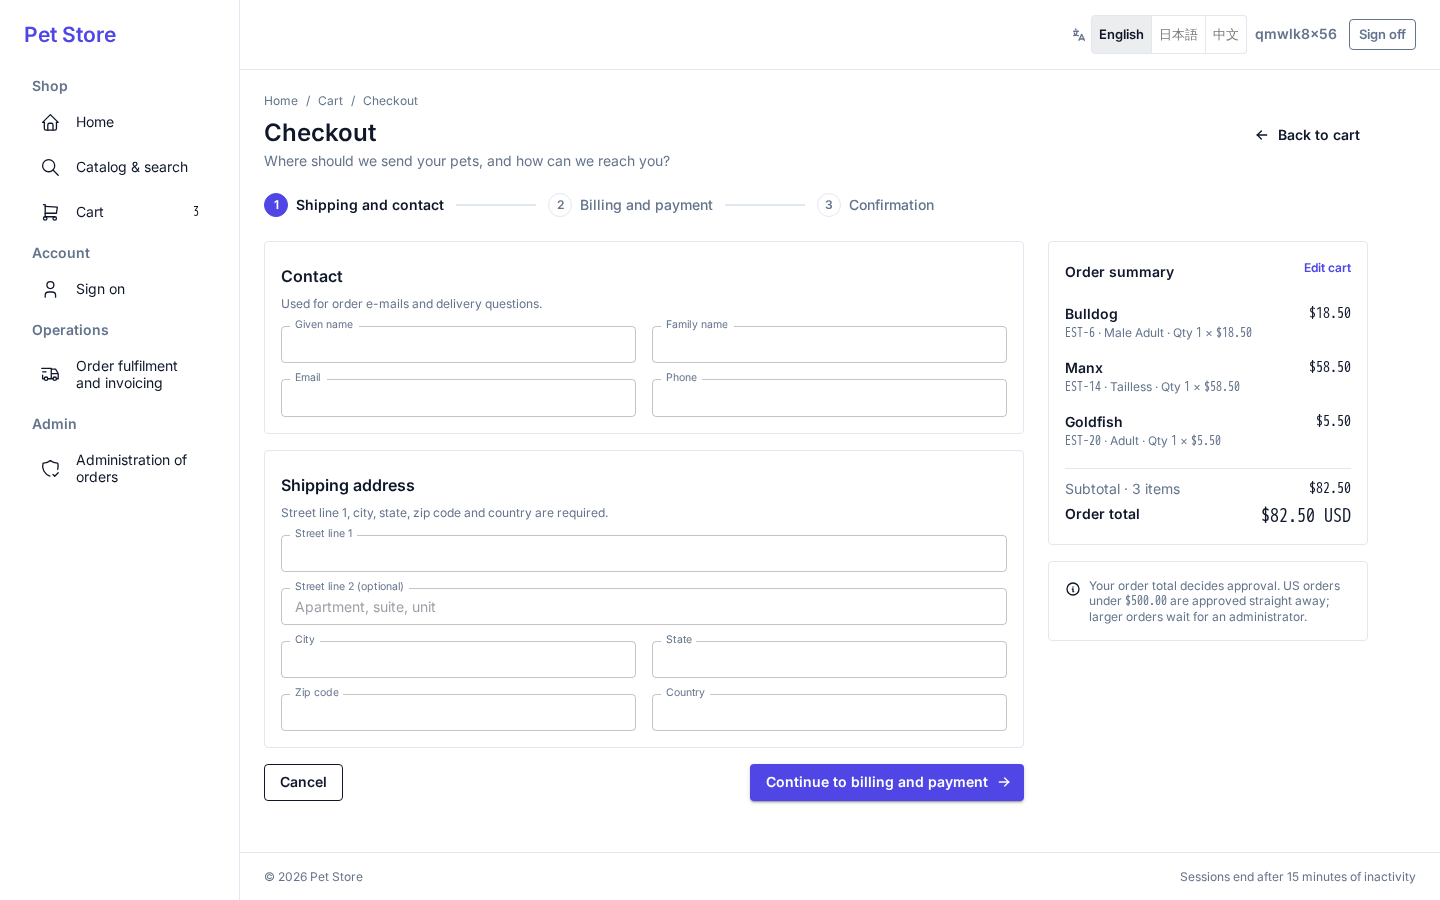 Pet Store
Shop
Home
Catalog & search
Cart 3
Account
Sign on
Operations
Order fulfilment
and invoicing
Admin
Administration of
orders
English 日本語 中文 qmwlk8x56 Sign off
Home / Cart / Checkout
Checkout
Where should we send your pets, and how can we reach you?
Back to cart
1 Shipping and contact 2 Billing and payment 3 Confirmation
Contact
Used for order e-mails and delivery questions.
Given name Family name
Email Phone
Shipping address
Street line 1, city, state, zip code and country are required.
Street line 1
Street line 2 (optional)
Apartment, suite, unit
City State
Zip code Country
Cancel Continue to billing and payment
Order summary Edit cart
Bulldog $18.50
EST-6 · Male Adult · Qty 1 × $18.50
Manx $58.50
EST-14 · Tailless · Qty 1 × $58.50
Goldfish $5.50
EST-20 · Adult · Qty 1 × $5.50
Subtotal · 3 items $82.50
Order total $82.50 USD
Your order total decides approval. US orders
under $500.00 are approved straight away;
larger orders wait for an administrator.
© 2026 Pet Store Sessions end after 15 minutes of inactivity